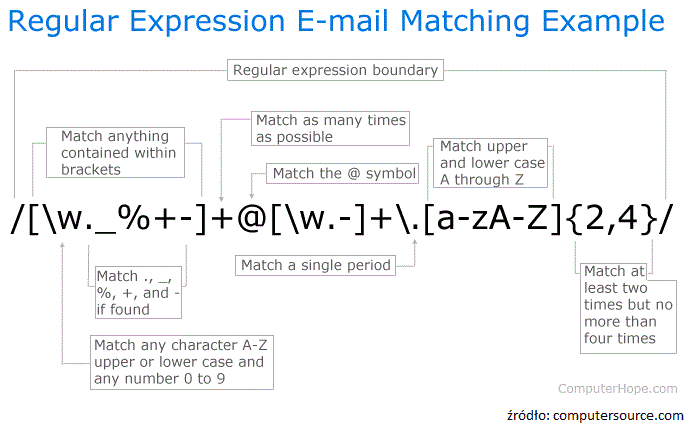 Regular Expression E-mail Matching Example
Regular expression boundary
Match anything
contained within
brackets
Match as many times
as possible
Match the @ symbol
Match upper
and lower case
A through Z
/[\w._%+-]+@[\w.-]+\.[a-zA-Z]{2,4}/
Match ., _,
%, +, and -
if found
Match a single period
Match at
least two
times but no
more than
four times
Match any character A-Z
upper or lower case and
any number 0 to 9
ComputerHope.com
źródło: computersource.com